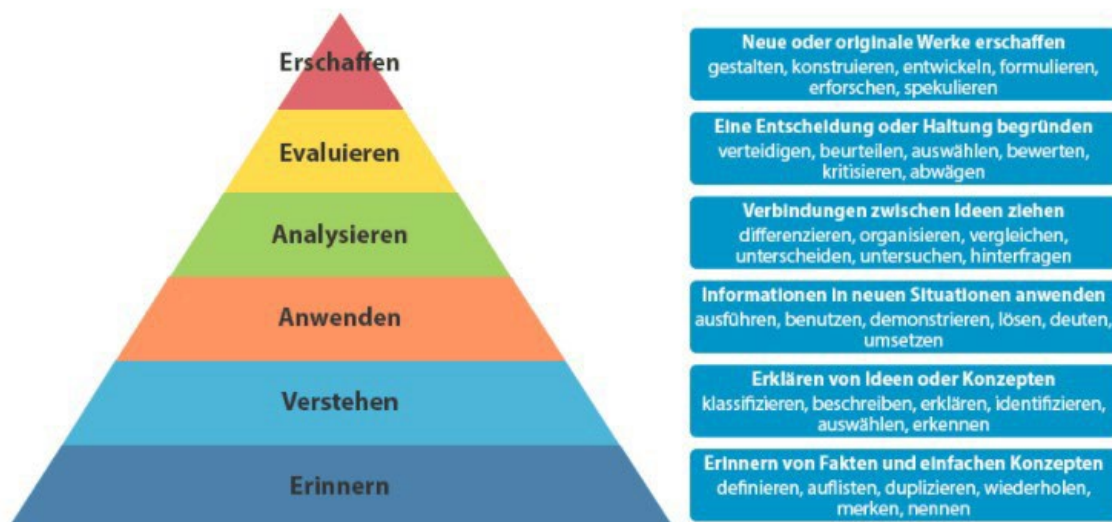 Erschaffen
Neue oder originale Werke erschaffen
gestalten, konstruieren, entwickeln, formulieren,
erforschen, spekulieren
Evaluieren
Eine Entscheidung oder Haltung begründen
verteidigen, beurteilen, auswählen, bewerten,
kritisieren, abwägen
Analysieren
Verbindungen zwischen Ideen ziehen
differenzieren, organisieren, vergleichen,
unterscheiden, untersuchen, hinterfragen
Anwenden
Informationen in neuen Situationen anwenden
ausführen, benutzen, demonstrieren, lösen, deuten,
umsetzen
Verstehen
Erklären von Ideen oder Konzepten
klassifizieren, beschreiben, erklären, identifizieren,
auswählen, erkennen
Erinnern
Erinnern von Fakten und einfachen Konzepten
definieren, auflisten, duplizieren, wiederholen,
merken, nennen